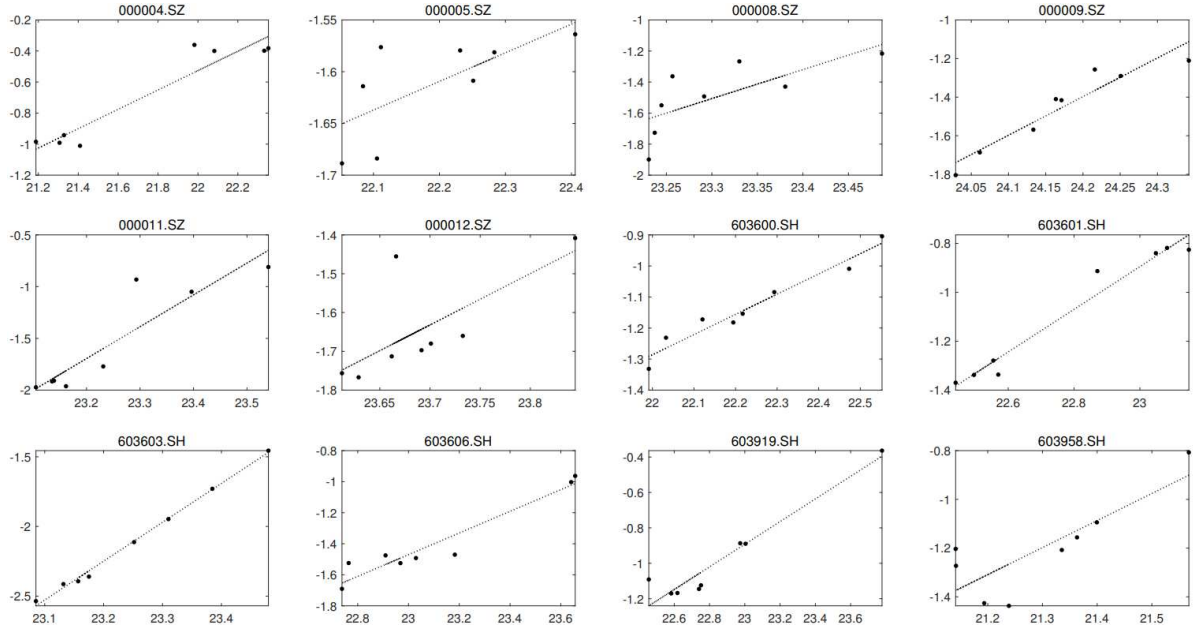 000004.SZ 000005.SZ 000008.SZ 000009.SZ
-0.2 -0.4 -0.6 -0.8 -1 -1.2
21.2 21.4 21.6 21.8 22 22.2
-1.55 -1.6 -1.65 -1.7
22.1 22.2 22.3 22.4
-1 -1.2 -1.4 -1.6 -1.8 -2
23.25 23.3 23.35 23.4 23.45
-1 -1.2 -1.4 -1.6 -1.8
24.05 24.1 24.15 24.2 24.25 24.3
000011.SZ 000012.SZ 603600.SH 603601.SH
-0.5 -1 -1.5 -2
23.2 23.3 23.4 23.5
-1.4 -1.5 -1.6 -1.7 -1.8
23.65 23.7 23.75 23.8
-0.9 -1 -1.1 -1.2 -1.3 -1.4
22 22.1 22.2 22.3 22.4 22.5
-0.8 -1 -1.2 -1.4
22.6 22.8 23
603603.SH 603606.SH 603919.SH 603958.SH
-1.5 -2 -2.5
23.1 23.2 23.3 23.4
-0.8 -1 -1.2 -1.4 -1.6 -1.8
22.8 23 23.2 23.4 23.6
-0.4 -0.6 -0.8 -1 -1.2
22.6 22.8 23 23.2 23.4 23.6
-0.8 -1 -1.2 -1.4
21.2 21.3 21.4 21.5